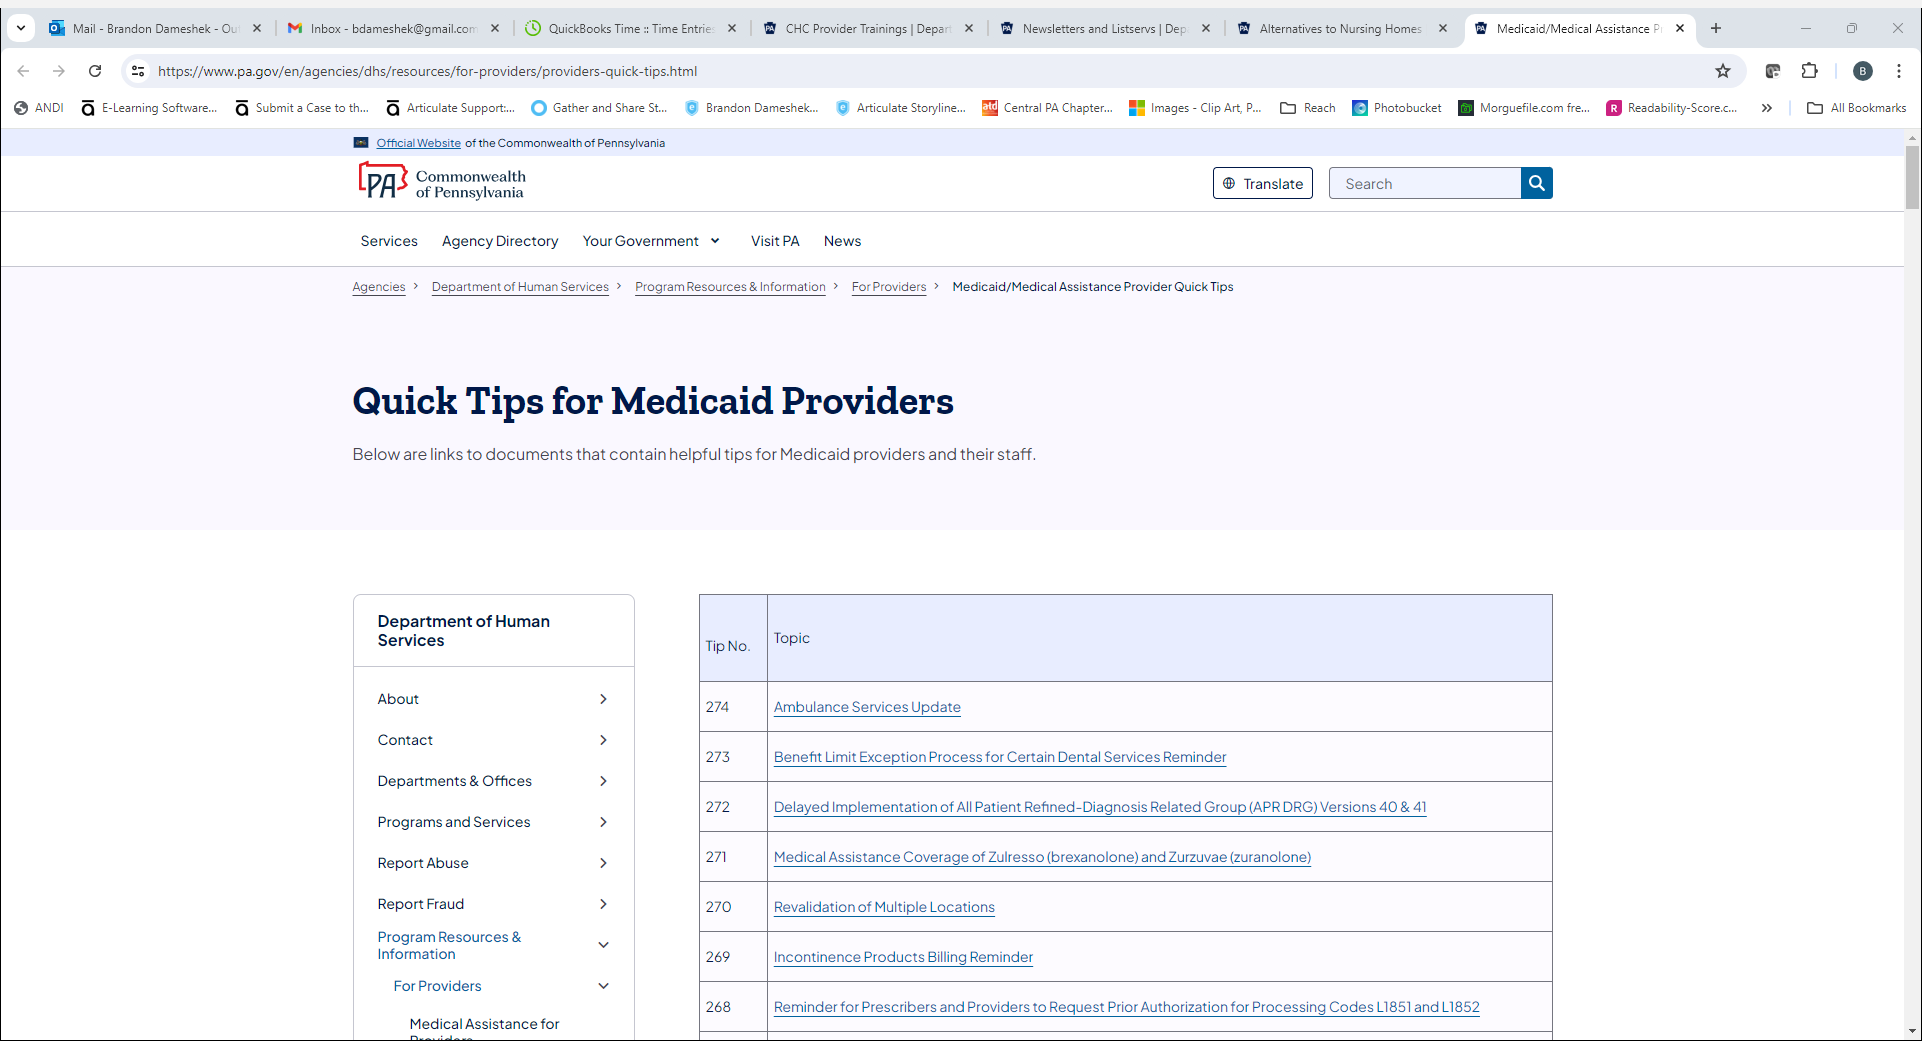 Mail - Brandon Dameshek - Out
Inbox - bdameshek@gmail.com
QuickBooks Time :: Time Entries
CHC Provider Trainings | Depart
Newsletters and Listservs | Dep
Alternatives to Nursing Homes
Medicaid/Medical Assistance P
https://www.pa.gov/en/agencies/dhs/resources/for-providers/providers-quick-tips.html
B
ANDI
E-Learning Software...
Submit a Case to th...
Articulate Support:...
Gather and Share St...
Brandon Dameshek...
Articulate Storyline...
atd Central PA Chapter...
Images - Clip Art, P...
Reach
Photobucket
Morguefile.com fre...
R Readability-Score.c...
All Bookmarks
Official Website of the Commonwealth of Pennsylvania
PA Commonwealth
of Pennsylvania
Translate
Search
Services
Agency Directory
Your Government
Visit PA
News
Agencies > Department of Human Services > Program Resources & Information > For Providers > Medicaid/Medical Assistance Provider Quick Tips
Quick Tips for Medicaid Providers
Below are links to documents that contain helpful tips for Medicaid providers and their staff.
Department of Human
Services
About
Contact
Departments & Offices
Programs and Services
Report Abuse
Report Fraud
Program Resources &
Information
For Providers
Medical Assistance for
Providers
Tip No. Topic
274 Ambulance Services Update
273 Benefit Limit Exception Process for Certain Dental Services Reminder
272 Delayed Implementation of All Patient Refined-Diagnosis Related Group (APR DRG) Versions 40 & 41
271 Medical Assistance Coverage of Zulresso (brexanolone) and Zurzuvae (zuranolone)
270 Revalidation of Multiple Locations
269 Incontinence Products Billing Reminder
268 Reminder for Prescribers and Providers to Request Prior Authorization for Processing Codes L1851 and L1852